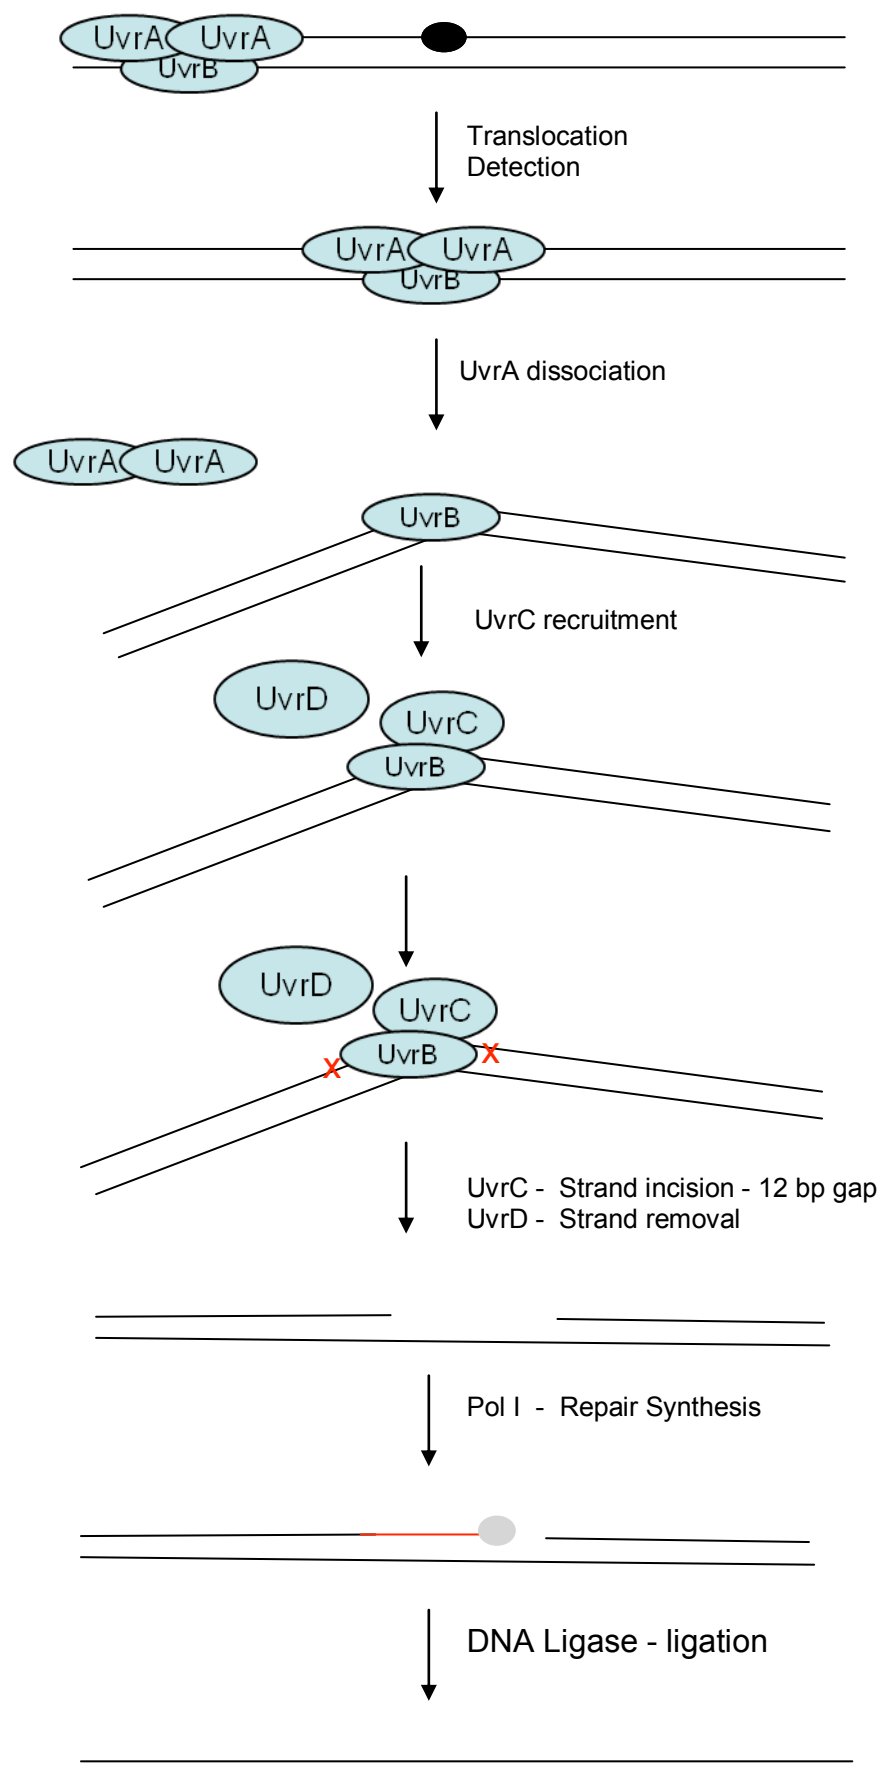 UvrA UvrA
UvrB
Translocation
Detection
UvrA UvrA
UvrB
UvrA dissociation
UvrA UvrA
UvrB
UvrC recruitment
UvrD
UvrC
UvrB
UvrD
UvrC
UvrB
X X
UvrC - Strand incision - 12 bp gap
UvrD - Strand removal
Pol I - Repair Synthesis
DNA Ligase - ligation